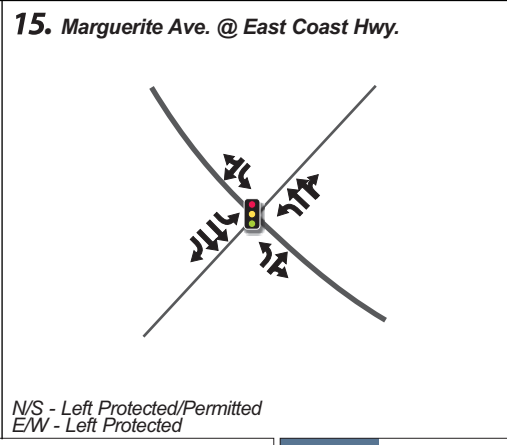 15. Marguerite Ave. @ East Coast Hwy.
N/S - Left Protected/Permitted
E/W - Left Protected